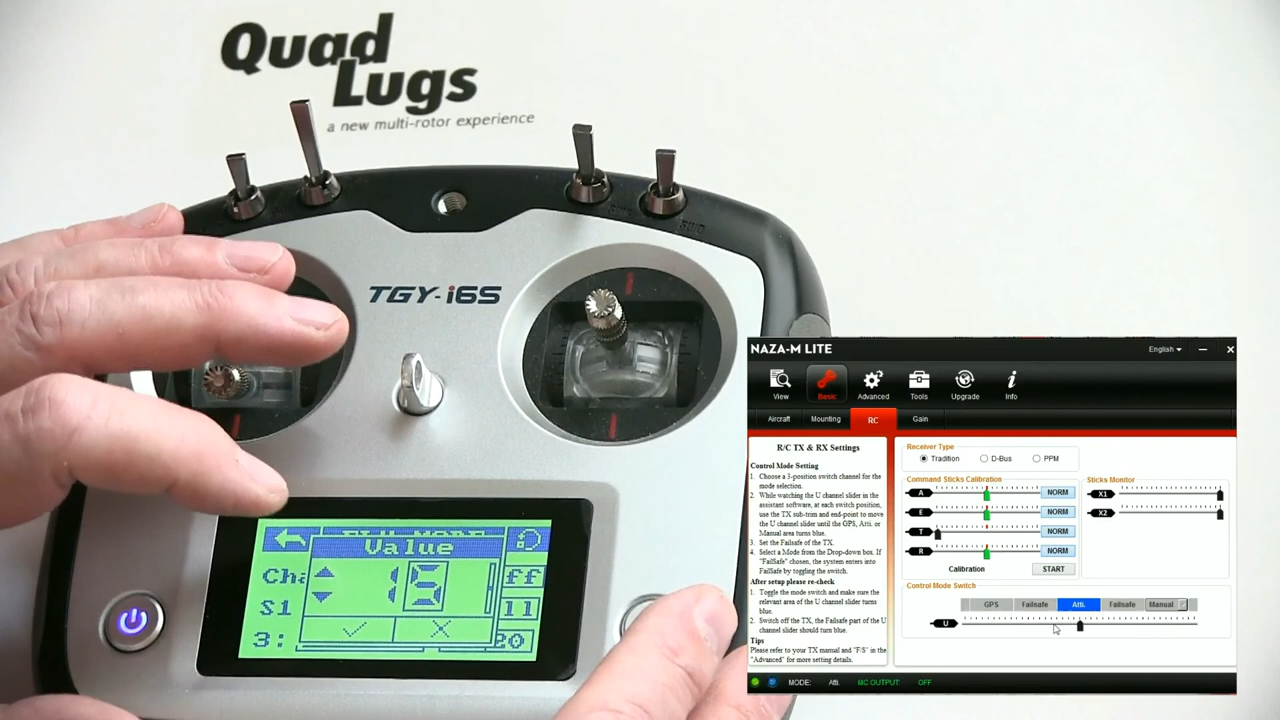 Quad
Lugs
a new multi-rotor experience
TGY-i6S
Value
15
Cha
ff
S1
11
3:
20
NAZA-M LITE
English
View
Basic
Advanced
Tools
Upgrade
Info
Aircraft
Mounting
RC
Gain
R/C TX & RX Settings
Control Mode Setting
1. Choose a 3-position switch channel for the
mode selection.
2. While watching the U channel slider in the
assistant software, at each switch position,
use the TX sub-trim and end-point to move
the U channel slider until the GPS, Atti. or
Manual area turns blue.
3. Set the Failsafe of the TX.
4. Select a Mode from the Drop-down box. If
"FailSafe" chosen, the system enters into
FailSafe by toggling the switch.
After setup please re-check
1. Toggle the mode switch and make sure the
relevant area of the U channel slider turns
blue.
2. Switch off the TX, the Failsafe part of the U
channel slider should turn blue.
Tips
Please refer to your TX manual and "F/S" in the
"Advanced" for more setting details.
Receiver Type
Tradition
D-Bus
PPM
Command Sticks Calibration
A
NORM
E
NORM
T
NORM
R
NORM
Calibration
START
Sticks Monitor
X1
X2
Control Mode Switch
GPS
Failsafe
Atti.
Failsafe
Manual
U
MODE:
Atti.
MC OUTPUT:
OFF